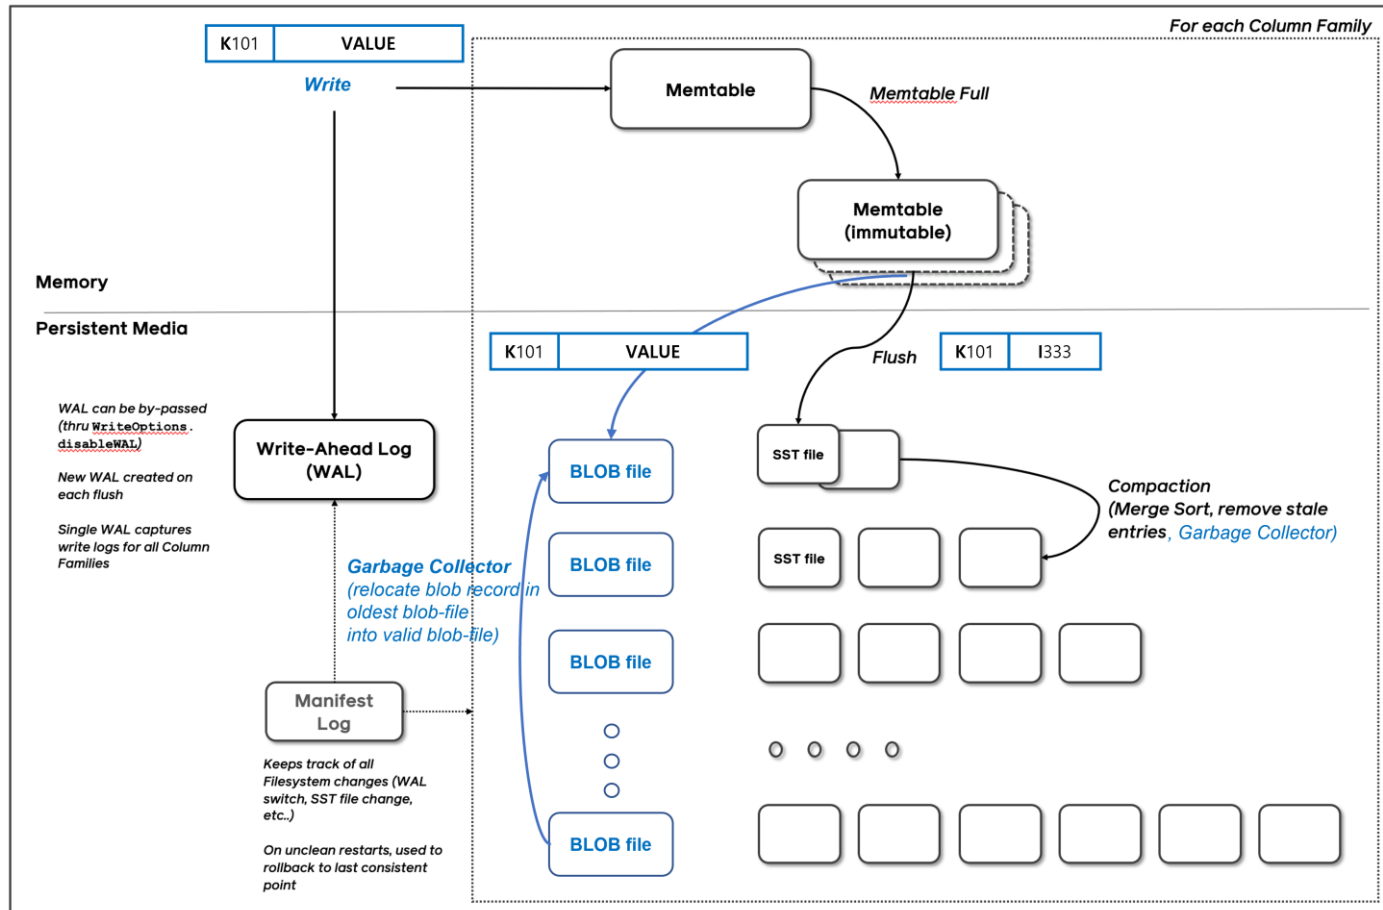 For each Column Family
K101 VALUE
Write
Memtable
Memtable Full
Memtable
(immutable)
Memory
Persistent Media
K101 VALUE
Flush
K101 I333
WAL can be by-passed
(thru WriteOptions.
disableWAL)
New WAL created on
each flush
Single WAL captures
write logs for all Column
Families
Write-Ahead Log
(WAL)
BLOB file
SST file
Compaction
(Merge Sort, remove stale
entries, Garbage Collector)
Garbage Collector
(relocate blob record in
oldest blob-file
into valid blob-file)
BLOB file
SST file
BLOB file
Manifest
Log
Keeps track of all
Filesystem changes (WAL
switch, SST file change,
etc..)
On unclean restarts, used to
rollback to last consistent
point
BLOB file